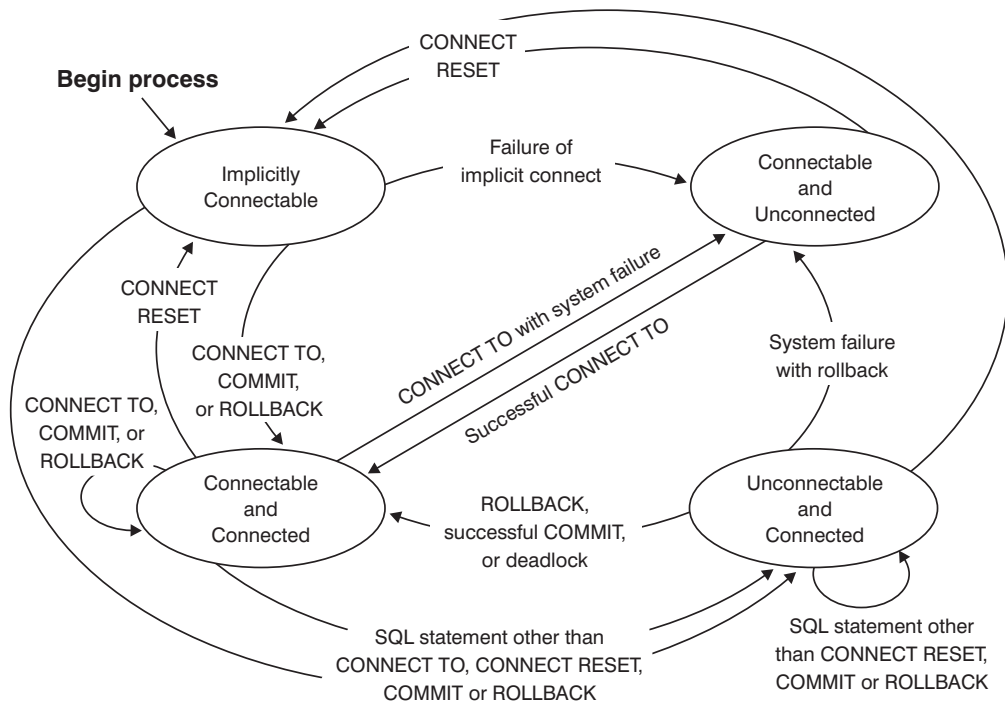 CONNECT
RESET
Begin process
Implicitly
Connectable
Failure of
implicit connect
Connectable
and
Unconnected
CONNECT
RESET
CONNECT TO,
COMMIT,
or ROLLBACK
CONNECT TO with system failure
Successful CONNECT TO
System failure
with rollback
CONNECT TO,
COMMIT, or
ROLLBACK
Connectable
and
Connected
ROLLBACK,
successful COMMIT,
or deadlock
Unconnectable
and
Connected
SQL statement other than
CONNECT TO, CONNECT RESET,
COMMIT or ROLLBACK
SQL statement other
than CONNECT RESET,
COMMIT or ROLLBACK